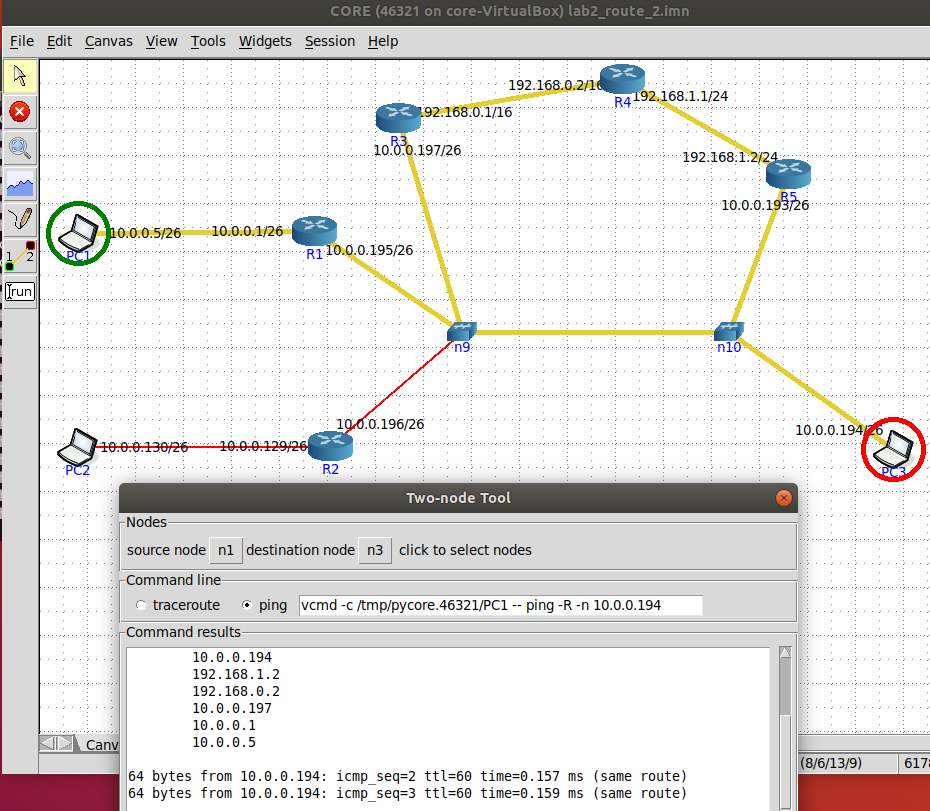 CORE (46321 on core-VirtualBox) lab2_route_2.imn
File Edit Canvas View Tools Widgets Session Help
192.168.0.2/16
R4
192.168.1.1/24
192.168.0.1/16
R3
10.0.0.197/26
192.168.1.2/24
R5
10.0.0.193/26
10.0.0.5/26
PC1
10.0.0.1/26
R1
10.0.0.195/26
1 2
run
n9
n10
10.0.0.196/26
10.0.0.194/26
10.0.0.130/26
PC2
10.0.0.129/26
R2
PC3
Two-node Tool
Nodes
source node n1 destination node n3 click to select nodes
Command line
traceroute ping vcmd -c /tmp/pycore.46321/PC1 -- ping -R -n 10.0.0.194
Command results
10.0.0.194
192.168.1.2
192.168.0.2
10.0.0.197
10.0.0.1
10.0.0.5
64 bytes from 10.0.0.194: icmp_seq=2 ttl=60 time=0.157 ms (same route)
64 bytes from 10.0.0.194: icmp_seq=3 ttl=60 time=0.159 ms (same route)
Canv
(8/6/13/9)
6178